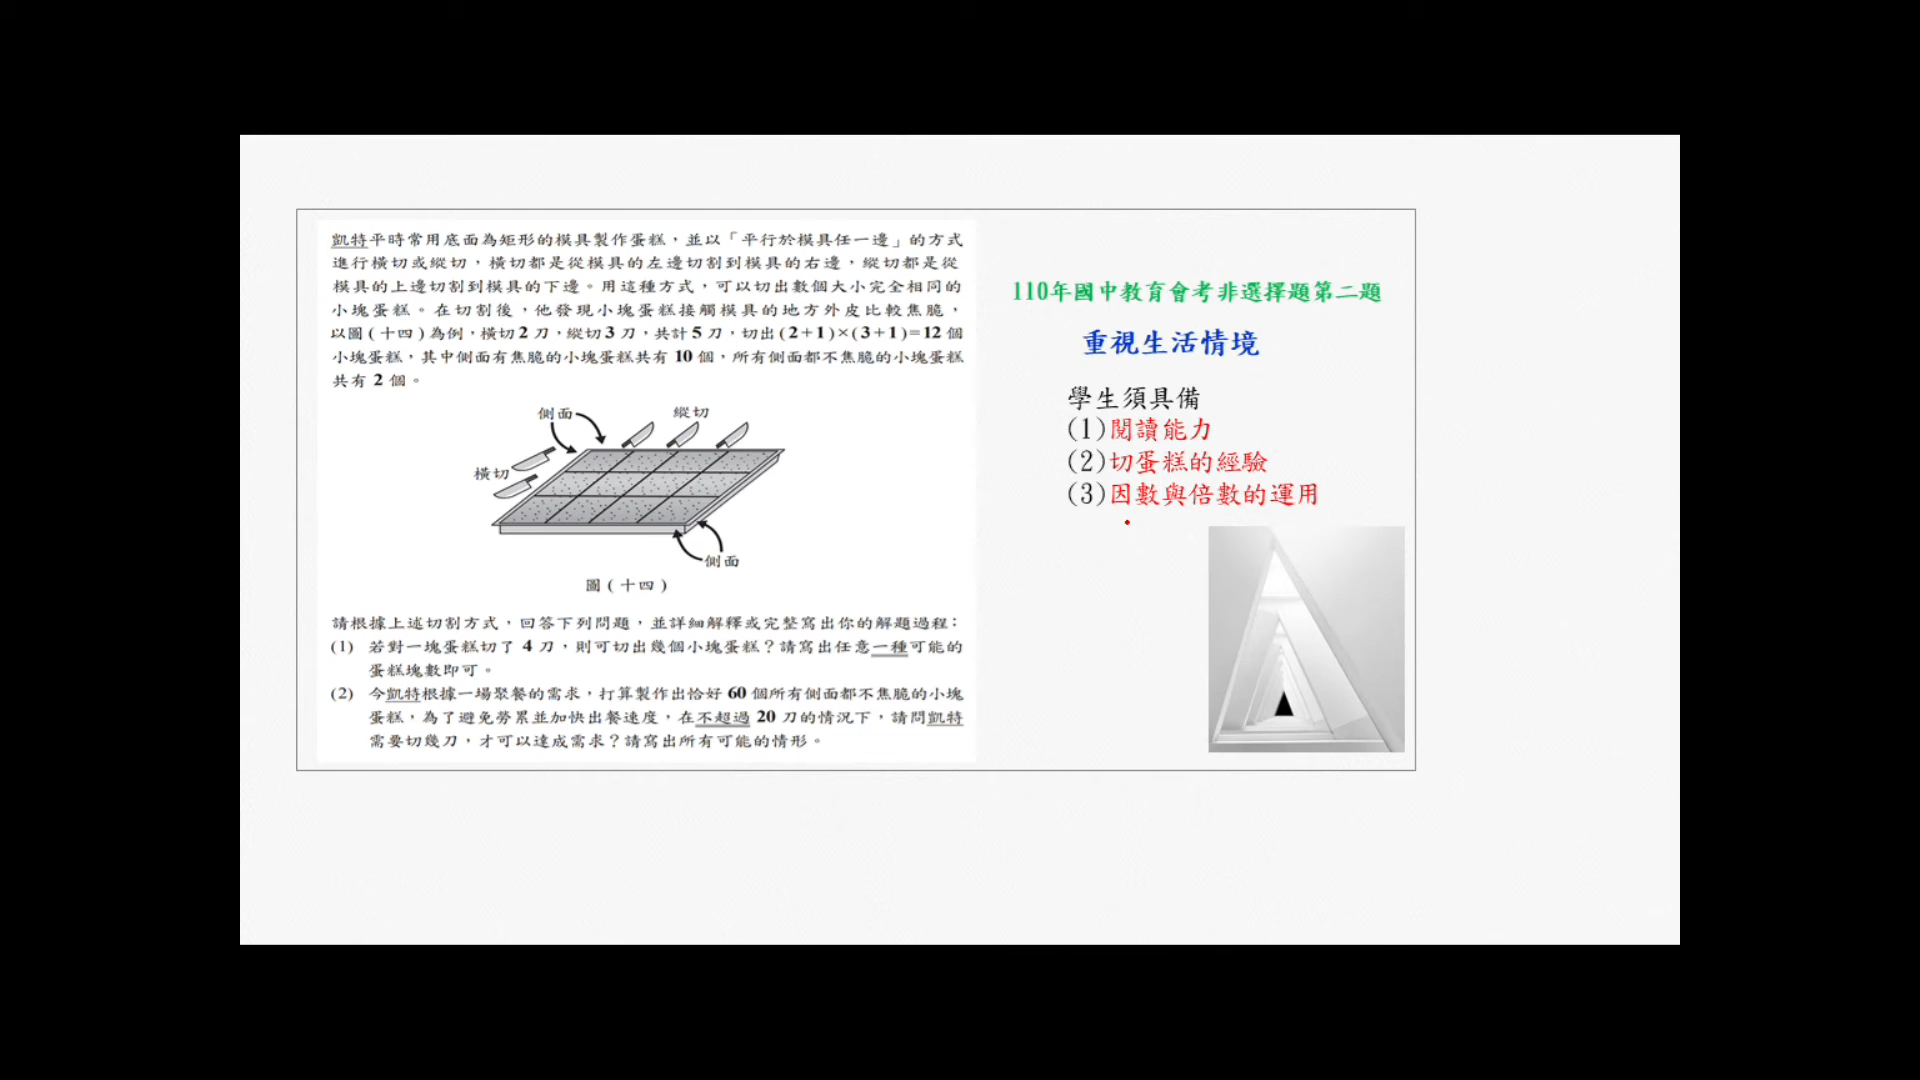 凱特平時常用底面為矩形的模具製作蛋糕，並以「平行於模具任一邊」的方式
進行橫切或縱切，橫切都是從模具的左邊切割到模具的右邊，縱切都是從
模具的上邊切割到模具的下邊。用這種方式，可以切出數個大小完全相同的
小塊蛋糕。在切割後，他發現小塊蛋糕接觸模具的地方外皮比較焦脆，
以圖(十四)為例，橫切2刀，縱切3刀，共計5刀，切出(2+1)×(3+1)=12個
小塊蛋糕，其中側面有焦脆的小塊蛋糕共有10個，所有側面都不焦脆的小塊蛋糕
共有2個。
側面
縱切
橫切
側面
圖(十四)
請根據上述切割方式，回答下列問題，並詳細解釋或完整寫出你的解題過程：
(1) 若對一塊蛋糕切了4刀，則可切出幾個小塊蛋糕？請寫出任意一種可能的
蛋糕塊數即可。
(2) 今凱特根據一場聚餐的需求，打算製作出恰好60個所有側面都不焦脆的小塊
蛋糕，為了避免勞累並加快出餐速度，在不超過20刀的情況下，請問凱特
需要切幾刀，才可以達成需求？請寫出所有可能的情形。
110年國中教育會考非選擇題第二題
重視生活情境
學生須具備
(1)閱讀能力
(2)切蛋糕的經驗
(3)因數與倍數的運用